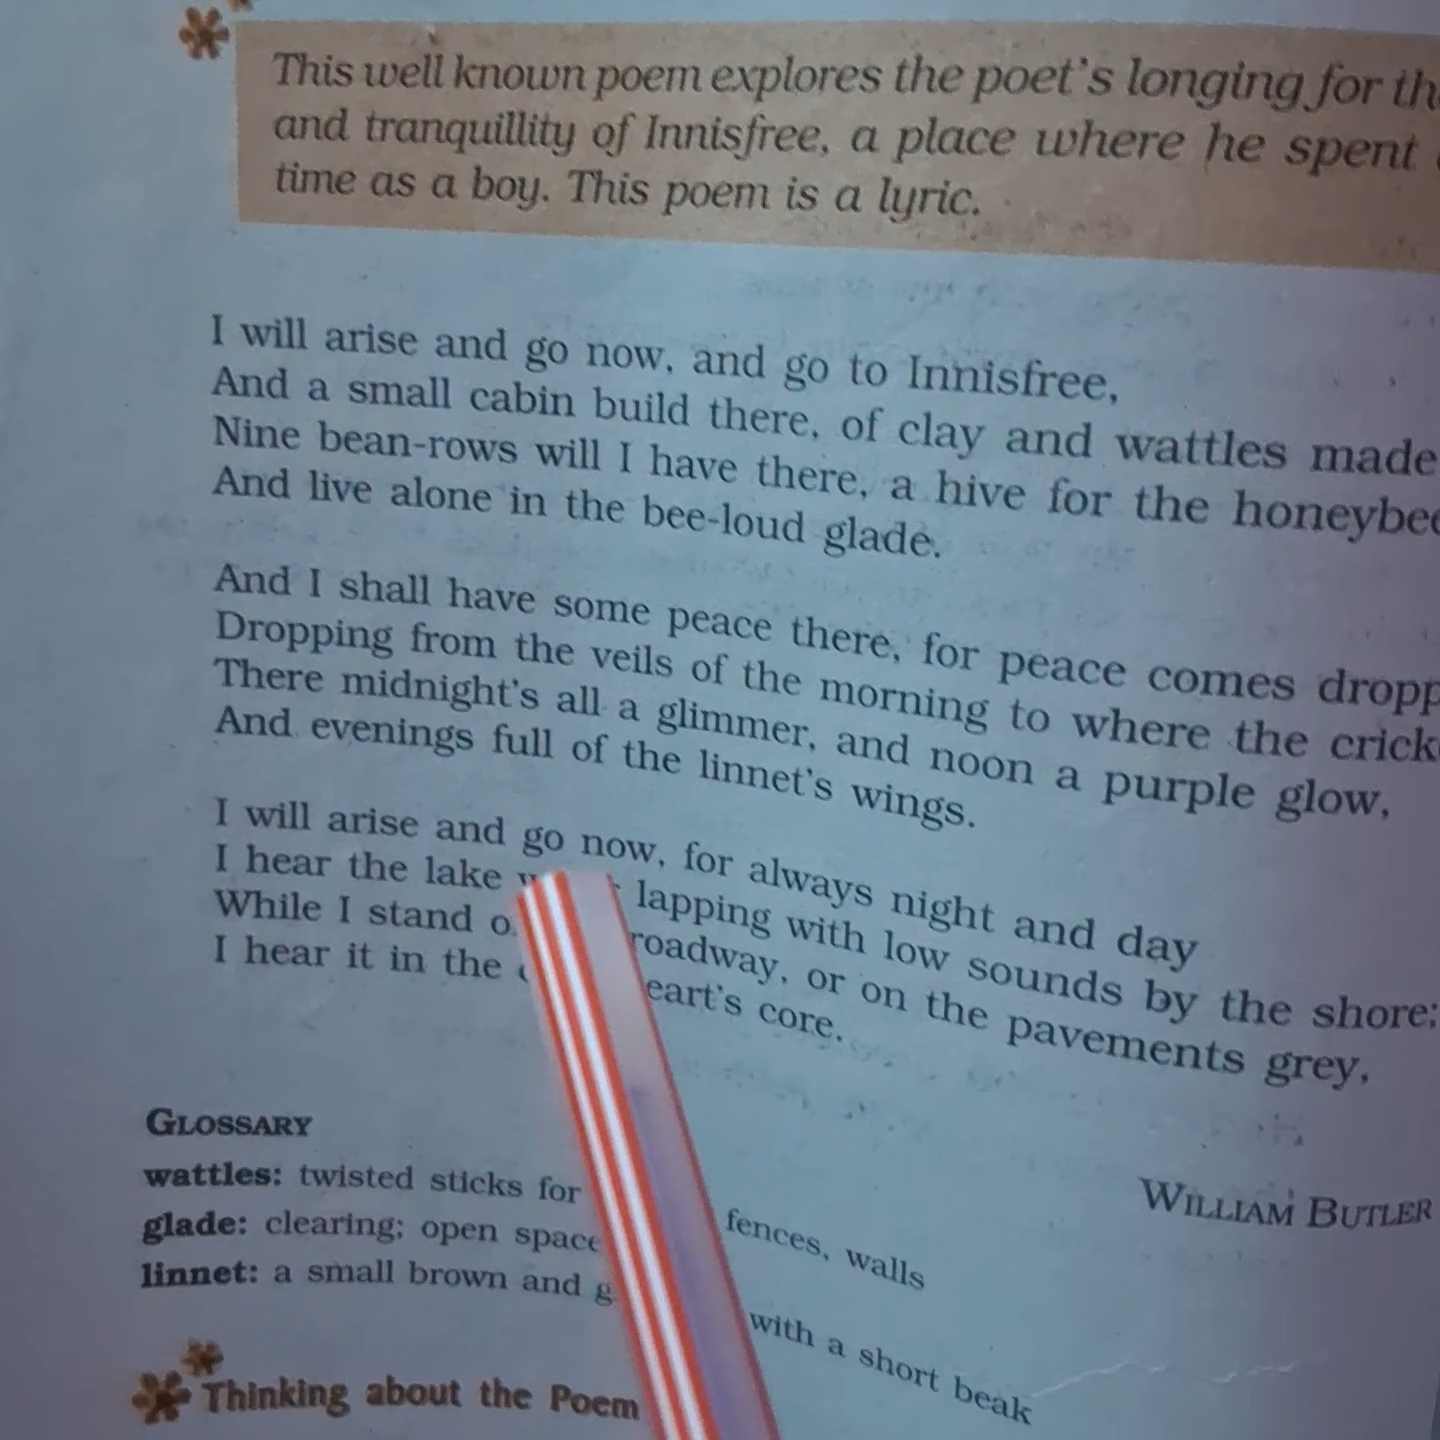 This well known poem explores the poet's longing for
and tranquillity of Innisfree, a place where he spent
time as a boy. This poem is a lyric.
I will arise and go now, and go to Innisfree,
And a small cabin build there, of clay and wattles made
Nine bean-rows will I have there, a hive for the
And live alone in the bee-loud glade.
And I shall have some peace there, for peace comes
Dropping from the veils of the morning to where the
There midnight's all a glimmer, and noon a purple glow,
And evenings full of the linnet's wings.
I will arise and go now, for always night and day
I hear the lake lapping with low sounds by the shore;
While I stand or on the pavements grey,
I hear it in the core.
GLOSSARY
wattles: twisted sticks for fences, walls
glade: clearing; open space
linnet: a small brown and with a short beak
WILLIAM BUTLER
Thinking about the Poem